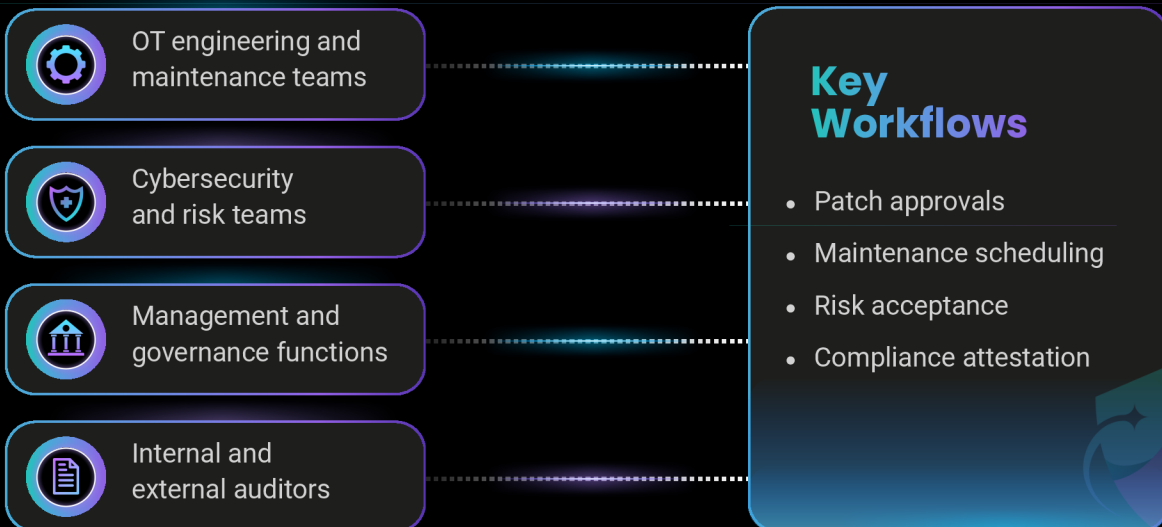 OT engineering and
maintenance teams
Cybersecurity
and risk teams
Management and
governance functions
Internal and
external auditors
Key
Workflows
Patch approvals
Maintenance scheduling
Risk acceptance
Compliance attestation